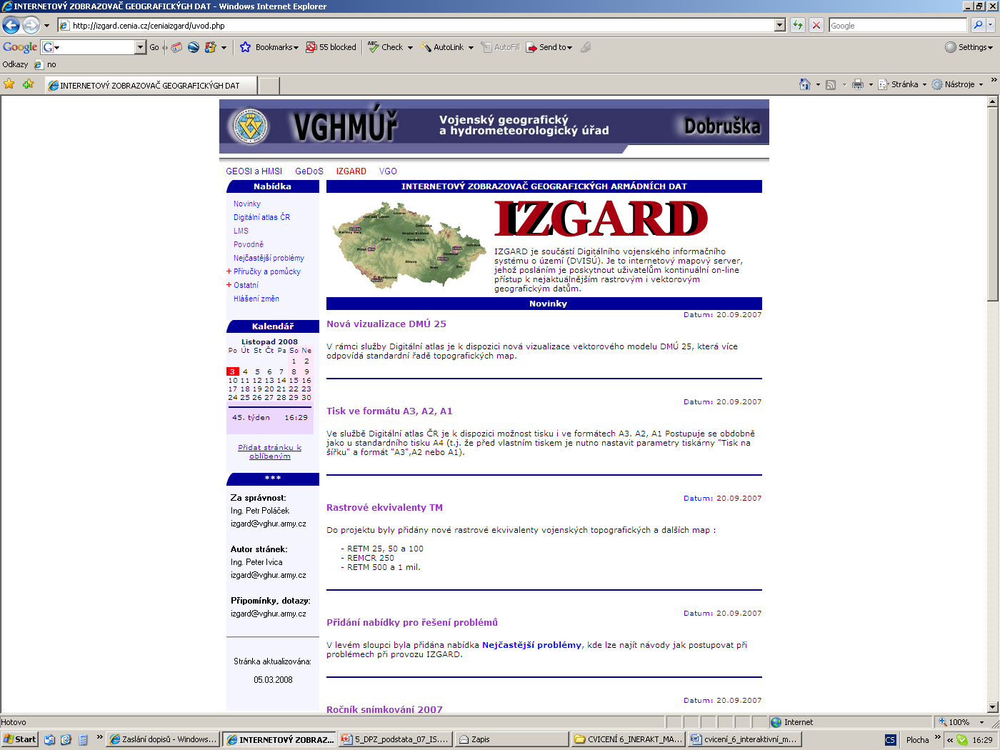 INTERNETOVÝ ZOBRAZOVAČ GEOGRAFICKÝGH DAT - Windows Internet Explorer
http://izgard.cenia.cz/ceniaizgard/uvod.php
Google
Google
G
Go
Bookmarks
55 blocked
ABC
Check
AutoLink
AutoFill
Send to
Settings
Odkazy
no
INTERNETOVÝ ZOBRAZOVAČ GEOGRAFICKÝGH DAT
Stránka
Nástroje
VGHMÚř
Vojenský geografický
a hydrometeorologický úřad
Dobruška
GEOSI a HMSI
GeDoS
IZGARD
VGO
Nabídka
Novinky
Digitální atlas ČR
LMS
Povodně
Nejčastější problémy
+ Příručky a pomůcky
+ Ostatní
Hlášení změn
Kalendář
Listopad 2008
Po Út St Čt Pa So Ne
1 2
3 4 5 6 7 8 9
10 11 12 13 14 15 16
17 18 19 20 21 22 23
24 25 26 27 28 29 30
45. týden 16:29
Přidat stránku k
oblíbeným
***
Za správnost:
Ing. Petr Poláček
izgard@vghur.army.cz
Autor stránek:
Ing. Peter Ivica
izgard@vghur.army.cz
Připomínky, dotazy:
izgard@vghur.army.cz
Stránka aktualizována:
05.03.2008
INTERNETOVÝ ZOBRAZOVAČ GEOGRAFICKÝGH ARMÁDNÍCH DAT
IZGARD
IZGARD je součástí Digitálního vojenského informačního
systému o území (DVISÚ). Je to internetový mapový server,
jehož posláním je poskytnout uživatelům kontinuální on-line
přístup k nejaktuálnějším rastrovým i vektorovým
geografickým datům.
Novinky
Datum: 20.09.2007
Nová vizualizace DMÚ 25
V rámci služby Digitální atlas je k dispozici nová vizualizace vektorového modelu DMÚ 25, která více
odpovídá standardní řadě topografických map.
Datum: 20.09.2007
Tisk ve formátu A3, A2, A1
Ve službě Digitální atlas ČR je k dispozici možnost tisku i ve formátech A3. A2, A1 Postupuje se obdobně
jako u standardního tisku A4 (t.j. že před vlastním tiskem je nutno nastavit parametry tiskárny "Tisk na
šířku" a formát "A3",A2 nebo A1).
Datum: 20.09.2007
Rastrové ekvivalenty TM
Do projektu byly přidány nové rastrové ekvivalenty vojenských topografických a dalších map :
- RETM 25, 50 a 100
- REMCR 250
- RETM 500 a 1 mil.
Datum: 20.09.2007
Přidání nabídky pro řešení problémů
V levém sloupci byla přidána nabídka Nejčastější problémy, kde lze najít návody jak postupovat při
problémech při provozu IZGARD.
Datum: 20.09.2007
Ročník snímkování 2007
Hotovo
Internet
100%
Start
Zaslání dopisů - Windows...
INTERNETOVÝ ZOBRAZ...
5_DPZ_podstata_07_IS....
Zapis
CVICENÍ 6_INERAKT_MA...
cvicení_6_interaktivní_m...
CS
Plocha
16:29